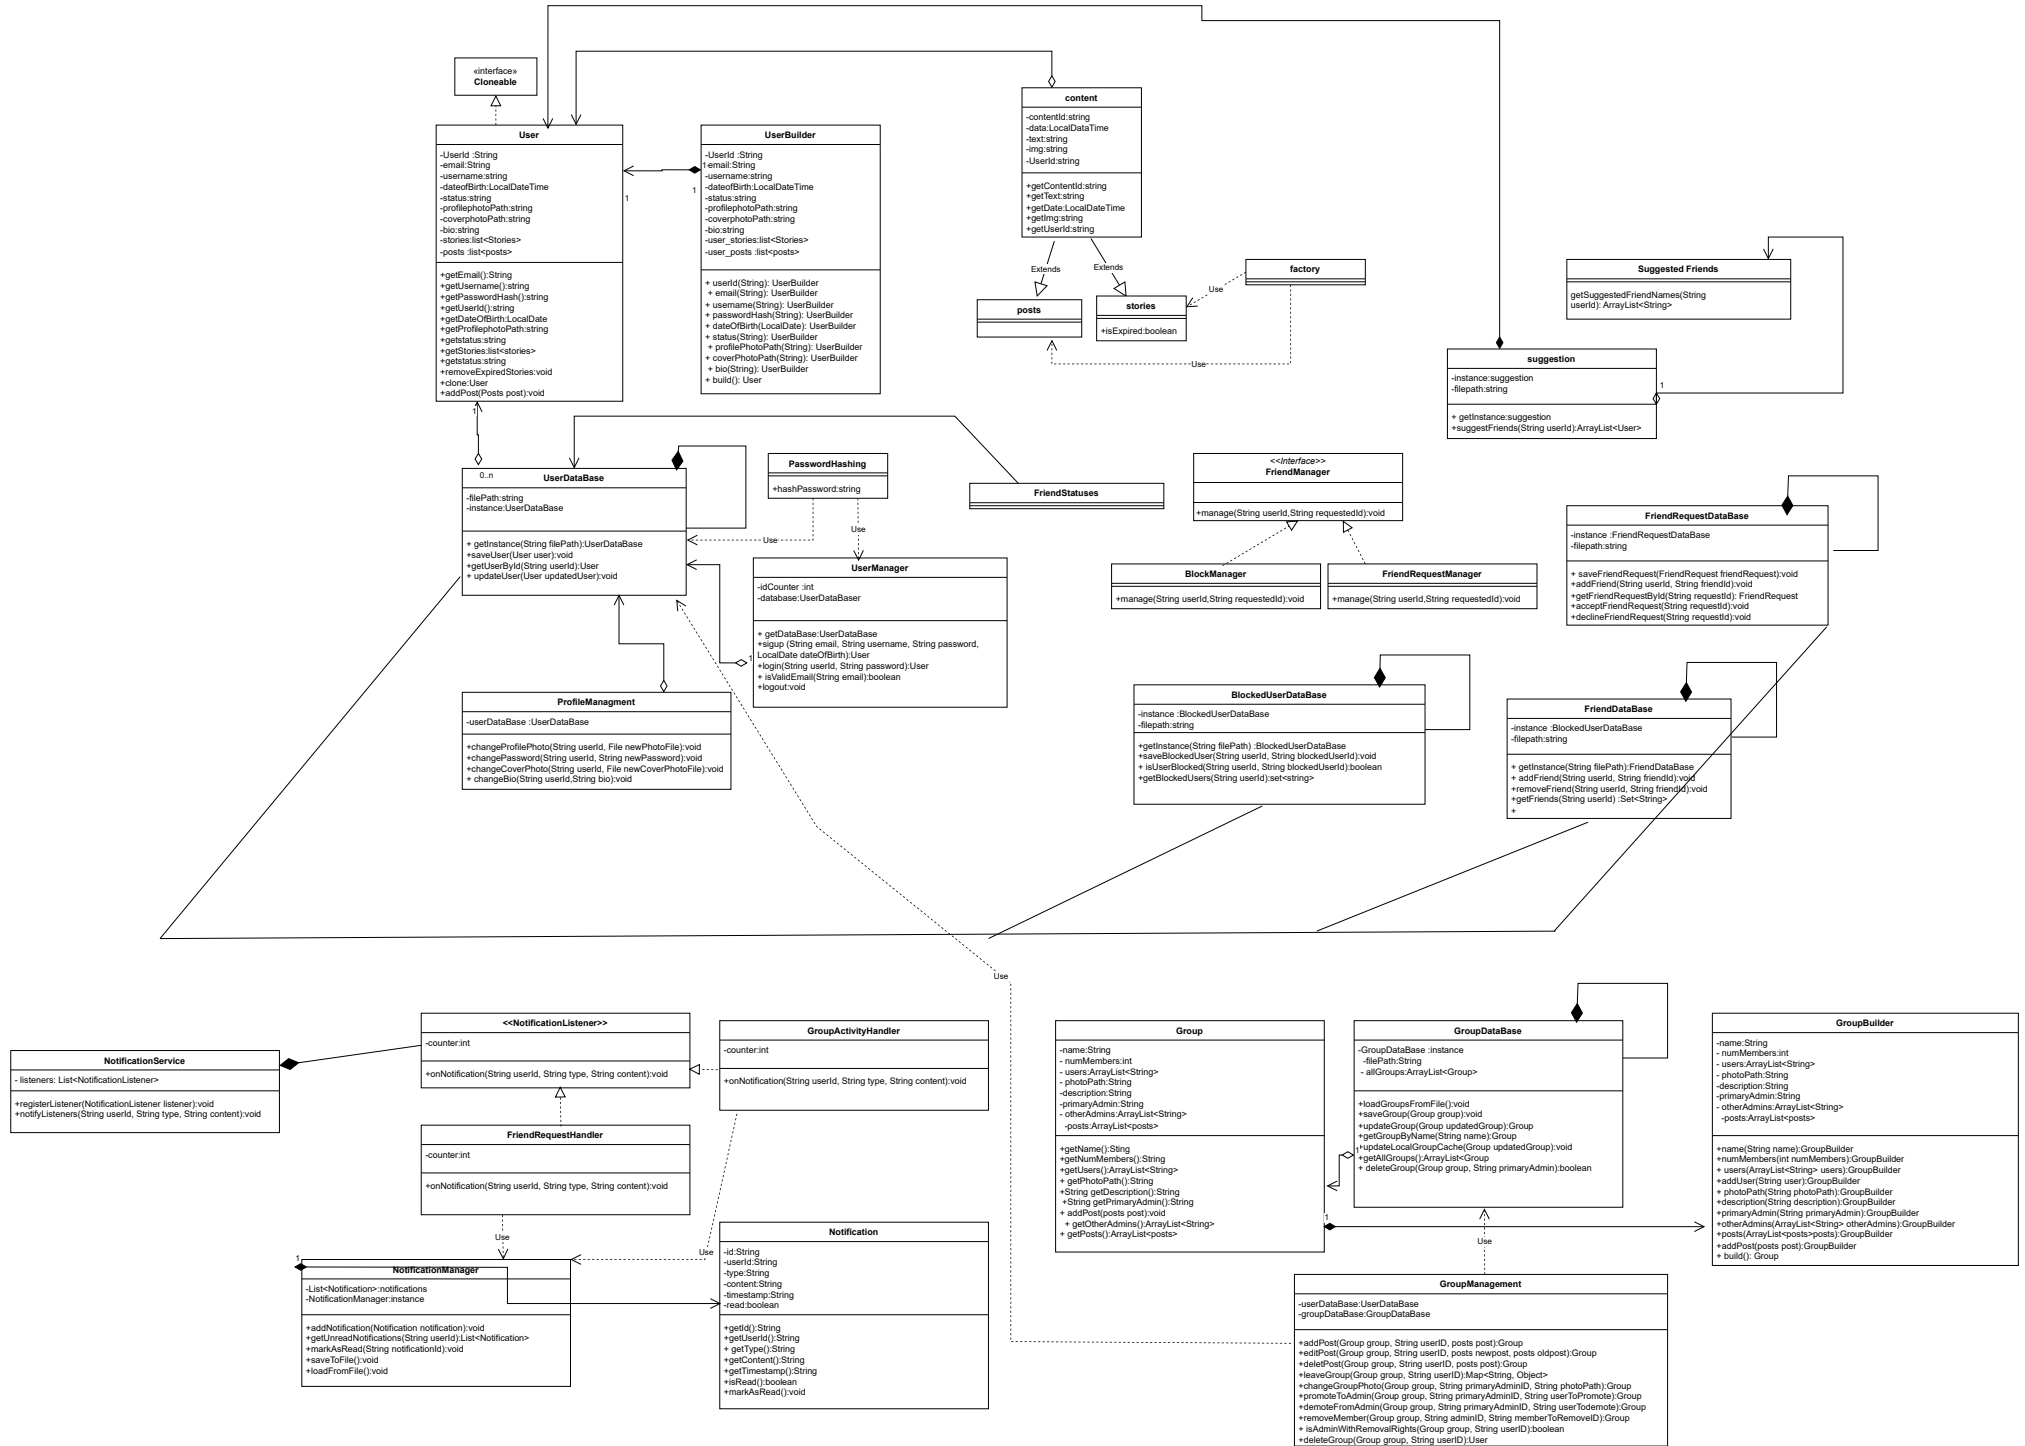 «interface»
Cloneable
User
-UserId :String
-email:String
-username:string
-dateofBirth:LocalDateTime
-status:string
-profilephotoPath:string
-coverphotoPath:string
-bio:string
-stories:list<Stories>
-posts :list<posts>
+getEmail():String
+getUsername():string
+getPasswordHash():string
+getUserId():string
+getDateOfBirth:LocalDate
+getProfilephotoPath:string
+getstatus:string
+getStories:list<stories>
+getstatus:string
+removeExpiredStories:void
+clone:User
+addPost(Posts post):void
1
1
1
1
UserBuilder
-UserId :String
-email:String
-username:string
-dateofBirth:LocalDateTime
-status:string
-profilephotoPath:string
-coverphotoPath:string
-bio:string
-user_stories:list<Stories>
-user_posts :list<posts>
+ userId(String): UserBuilder
+ email(String): UserBuilder
+ username(String): UserBuilder
+ passwordHash(String): UserBuilder
+ dateOfBirth(LocalDate): UserBuilder
+ status(String): UserBuilder
+ profilePhotoPath(String): UserBuilder
+ coverPhotoPath(String): UserBuilder
+ bio(String): UserBuilder
+ build(): User
content
-contentId:string
-data:LocalDataTime
-text:string
-img:string
-UserId:string
+getContentId:string
+getText:string
+getDate:LocalDateTime
+getImg:string
+getUserId:string
Extends
Extends
posts
stories
+isExpired:boolean
factory
Use
Use
Suggested Friends
getSuggestedFriendNames(String
userId): ArrayList<String>
suggestion
-instance:suggestion
-filepath:string
+ getInstance:suggestion
+suggestFriends(String userId):ArrayList<User>
1
0..n
UserDataBase
-filePath:string
-instance:UserDataBase
+ getInstance(String filePath):UserDataBase
+saveUser(User user):void
+getUserById(String userId):User
+ updateUser(User updatedUser):void
PasswordHashing
+hashPassword:string
Use
Use
FriendStatuses
<<Interface>>
FriendManager
+manage(String userId,String requestedId):void
BlockManager
+manage(String userId,String requestedId):void
FriendRequestManager
+manage(String userId,String requestedId):void
FriendRequestDataBase
-instance :FriendRequestDataBase
-filepath:string
+ saveFriendRequest(FriendRequest friendRequest):void
+addFriend(String userId, String friendId):void
+getFriendRequestById(String requestId): FriendRequest
+acceptFriendRequest(String requestId):void
+declineFriendRequest(String requestId):void
UserManager
-idCounter :int
-database:UserDataBaser
+ getDataBase:UserDataBase
+sigup (String email, String username, String password,
LocalDate dateOfBirth):User
+login(String userId, String password):User
+ isValidEmail(String email):boolean
+logout:void
1
ProfileManagment
-userDataBase :UserDataBase
+changeProfilePhoto(String userId, File newPhotoFile):void
+changePassword(String userId, String newPassword):void
+changeCoverPhoto(String userId, File newCoverPhotoFile):void
+ changeBio(String userId,String bio):void
BlockedUserDataBase
-instance :BlockedUserDataBase
-filepath:string
+getInstance(String filePath) :BlockedUserDataBase
+saveBlockedUser(String userId, String blockedUserId):void
+ isUserBlocked(String userId, String blockedUserId):boolean
+getBlockedUsers(String userId):set<string>
FriendDataBase
-instance :BlockedUserDataBase
-filepath:string
+ getInstance(String filePath):FriendDataBase
+ addFriend(String userId, String friendId):void
+removeFriend(String userId, String friendId):void
+getFriends(String userId) :Set<String>
+
Use
NotificationService
- listeners: List<NotificationListener>
+registerListener(NotificationListener listener):void
+notifyListeners(String userId, String type, String content):void
<<NotificationListener>>
-counter:int
+onNotification(String userId, String type, String content):void
GroupActivityHandler
-counter:int
+onNotification(String userId, String type, String content):void
FriendRequestHandler
-counter:int
+onNotification(String userId, String type, String content):void
Use
Use
1
NotificationManager
-List<Notification>:notifications
-NotificationManager:instance
+addNotification(Notification notification):void
+getUnreadNotifications(String userId):List<Notification>
+markAsRead(String notificationId):void
+saveToFile():void
+loadFromFile():void
Notification
-id:String
-userId:String
-type:String
-content:String
-timestamp:String
-read:boolean
+getId():String
+getUserId():String
+ getType():String
+getContent():String
+getTimestamp():String
+isRead():boolean
+markAsRead():void
Group
-name:String
- numMembers:int
- users:ArrayList<String>
- photoPath:String
-description:String
-primaryAdmin:String
- otherAdmins:ArrayList<String>
-posts:ArrayList<posts>
+getName():Sting
+getNumMembers():String
+getUsers():ArrayList<String>
+ getPhotoPath():String
+String getDescription():String
+String getPrimaryAdmin():String
+ addPost(posts post):void
+ getOtherAdmins():ArrayList<String>
+ getPosts():ArrayList<posts>
GroupDataBase
-GroupDataBase :instance
-filePath:String
- allGroups:ArrayList<Group>
+loadGroupsFromFile():void
+saveGroup(Group group):void
+updateGroup(Group updatedGroup):Group
+getGroupByName(String name):Group
+updateLocalGroupCache(Group updatedGroup):void
+getAllGroups():ArrayList<Group
+ deleteGroup(Group group, String primaryAdmin):boolean
1
1
Use
GroupBuilder
-name:String
- numMembers:int
- users:ArrayList<String>
- photoPath:String
-description:String
-primaryAdmin:String
- otherAdmins:ArrayList<String>
-posts:ArrayList<posts>
+name(String name):GroupBuilder
+numMembers(int numMembers):GroupBuilder
+ users(ArrayList<String> users):GroupBuilder
+addUser(String user):GroupBuilder
+ photoPath(String photoPath):GroupBuilder
+description(String description):GroupBuilder
+primaryAdmin(String primaryAdmin):GroupBuilder
+otherAdmins(ArrayList<String> otherAdmins):GroupBuilder
+posts(ArrayList<posts>posts):GroupBuilder
+addPost(posts post):GroupBuilder
+ build(): Group
GroupManagement
-userDataBase:UserDataBase
-groupDataBase:GroupDataBase
+addPost(Group group, String userID, posts post):Group
+editPost(Group group, String userID, posts newpost, posts oldpost):Group
+deletPost(Group group, String userID, posts post):Group
+leaveGroup(Group group, String userID):Map<String, Object>
+changeGroupPhoto(Group group, String primaryAdminID, String photoPath):Group
+promoteToAdmin(Group group, String primaryAdminID, String userToPromote):Group
+demoteFromAdmin(Group group, String primaryAdminID, String userTodemote):Group
+removeMember(Group group, String adminID, String memberToRemoveID):Group
+ isAdminWithRemovalRights(Group group, String userID):boolean
+deleteGroup(Group group, String userID):User